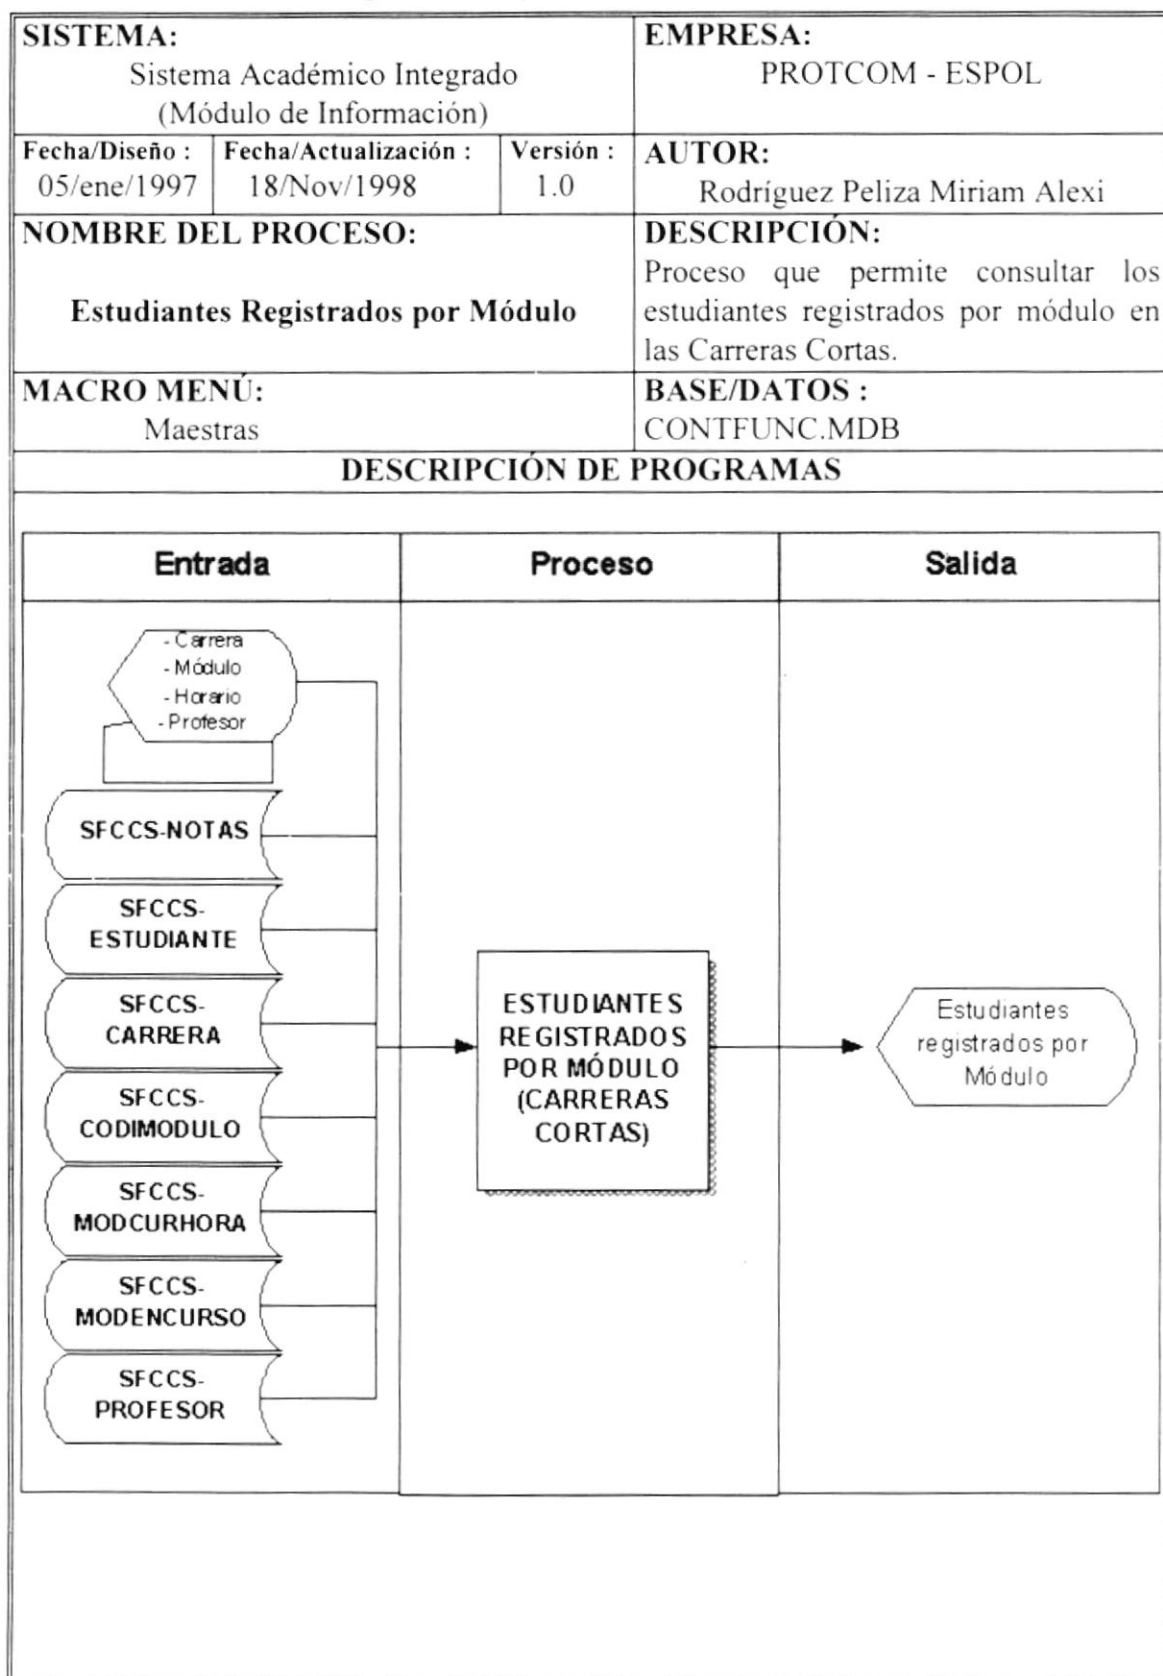 SISTEMA:
Sistema Académico Integrado
(Módulo de Información)
EMPRESA:
PROTCOM - ESPOL
Fecha/Diseño :
05/ene/1997
Fecha/Actualización :
18/Nov/1998
Versión :
1.0
AUTOR:
Rodríguez Peliza Miriam Alexi
NOMBRE DEL PROCESO:
Estudiantes Registrados por Módulo
DESCRIPCIÓN:
Proceso que permite consultar los
estudiantes registrados por módulo en
las Carreras Cortas.
MACRO MENÚ:
Maestras
BASE/DATOS :
CONTFUNC.MDB
DESCRIPCIÓN DE PROGRAMAS
Entrada
Proceso
Salida
- Carrera
- Módulo
- Horario
- Profesor
SFCCS-NOTAS
SFCCS-
ESTUDIANTE
SFCCS-
CARRERA
SFCCS-
CODIMODULO
SFCCS-
MODCURHORA
SFCCS-
MODENCURSO
SFCCS-
PROFESOR
ESTUDIANTES
REGISTRADOS
POR MÓDULO
(CARRERAS
CORTAS)
Estudiantes
registrados por
Módulo